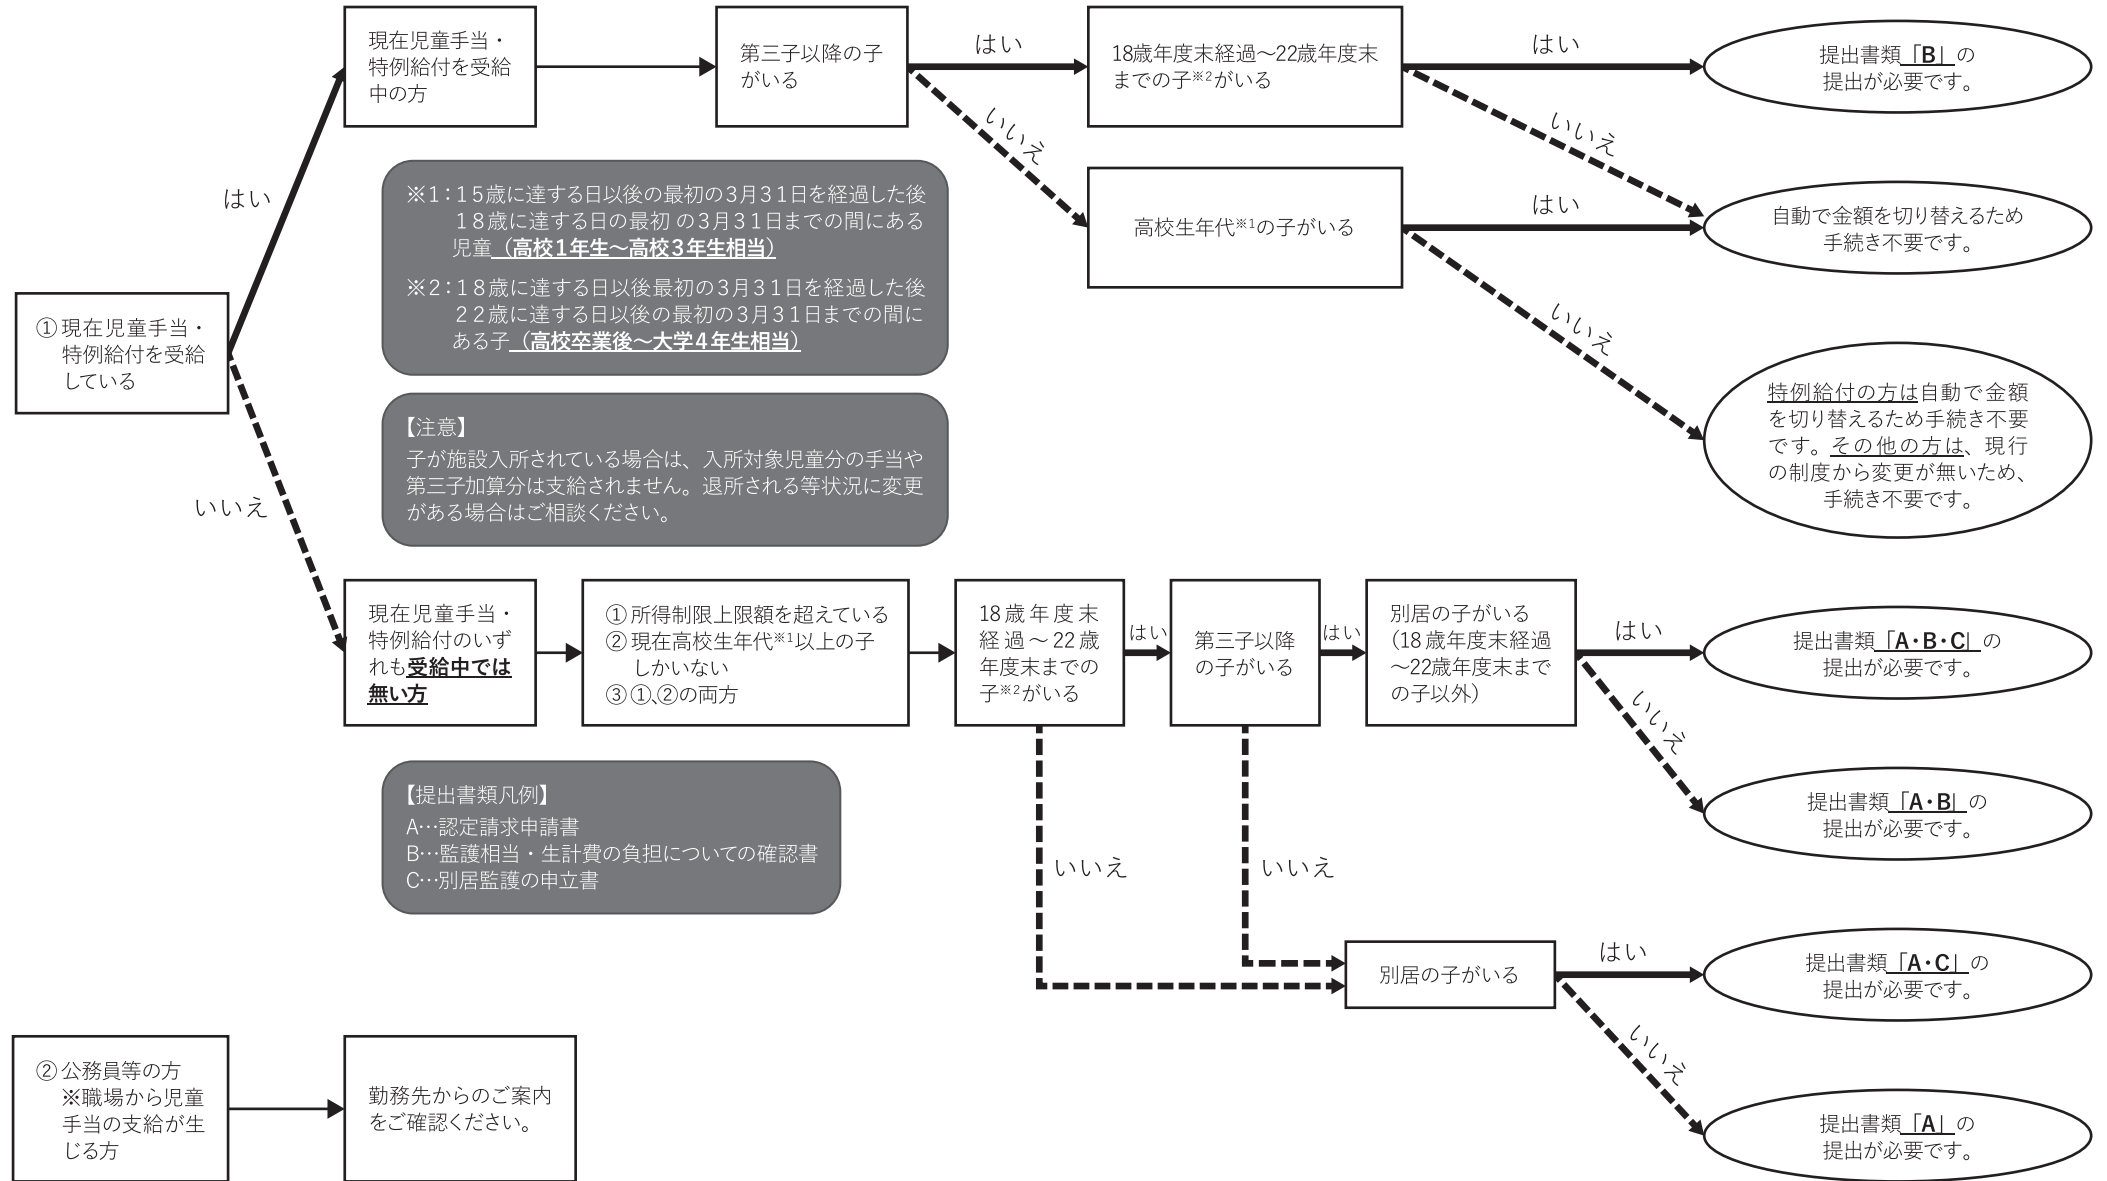 現在児童手当・
特例給付を受給
中の方
第三子以降の子
がいる
はい
18歳年度末経過～22歳年度末
までの子※2がいる
はい
提出書類「B」の
提出が必要です。
いいえ
いいえ
高校生年代※1の子がいる
はい
自動で金額を切り替えるため
手続き不要です。
いいえ
特例給付の方は自動で金額
を切り替えるため手続き不要
です。その他の方は、現行
の制度から変更が無いため、
手続き不要です。
はい
※1：15歳に達する日以後の最初の3月31日を経過した後
18歳に達する日の最初の3月31日までの間にある
児童（高校1年生～高校3年生相当）
※2：18歳に達する日以後最初の3月31日を経過した後
22歳に達する日以後の最初の3月31日までの間に
ある子（高校卒業後～大学4年生相当）
① 現在児童手当・
特例給付を受給
している
【注意】
子が施設入所されている場合は、入所対象児童分の手当や
第三子加算分は支給されません。退所される等状況に変更
がある場合はご相談ください。
いいえ
現在児童手当・
特例給付のいず
れも受給中では
無い方
① 所得制限上限額を超えている
② 現在高校生年代※1以上の子
しかいない
③ ①、②の両方
18歳年度末
経過～22歳
年度末までの
子※2がいる
はい
第三子以降
の子がいる
はい
別居の子がいる
（18歳年度末経過
～22歳年度末まで
の子以外）
はい
提出書類「A・B・C」の
提出が必要です。
いいえ
提出書類「A・B」の
提出が必要です。
【提出書類凡例】
A…認定請求申請書
B…監護相当・生計費の負担についての確認書
C…別居監護の申立書
いいえ
いいえ
別居の子がいる
はい
提出書類「A・C」の
提出が必要です。
いいえ
提出書類「A」の
提出が必要です。
② 公務員等の方
※職場から児童
手当の支給が生
じる方
勤務先からのご案内
をご確認ください。